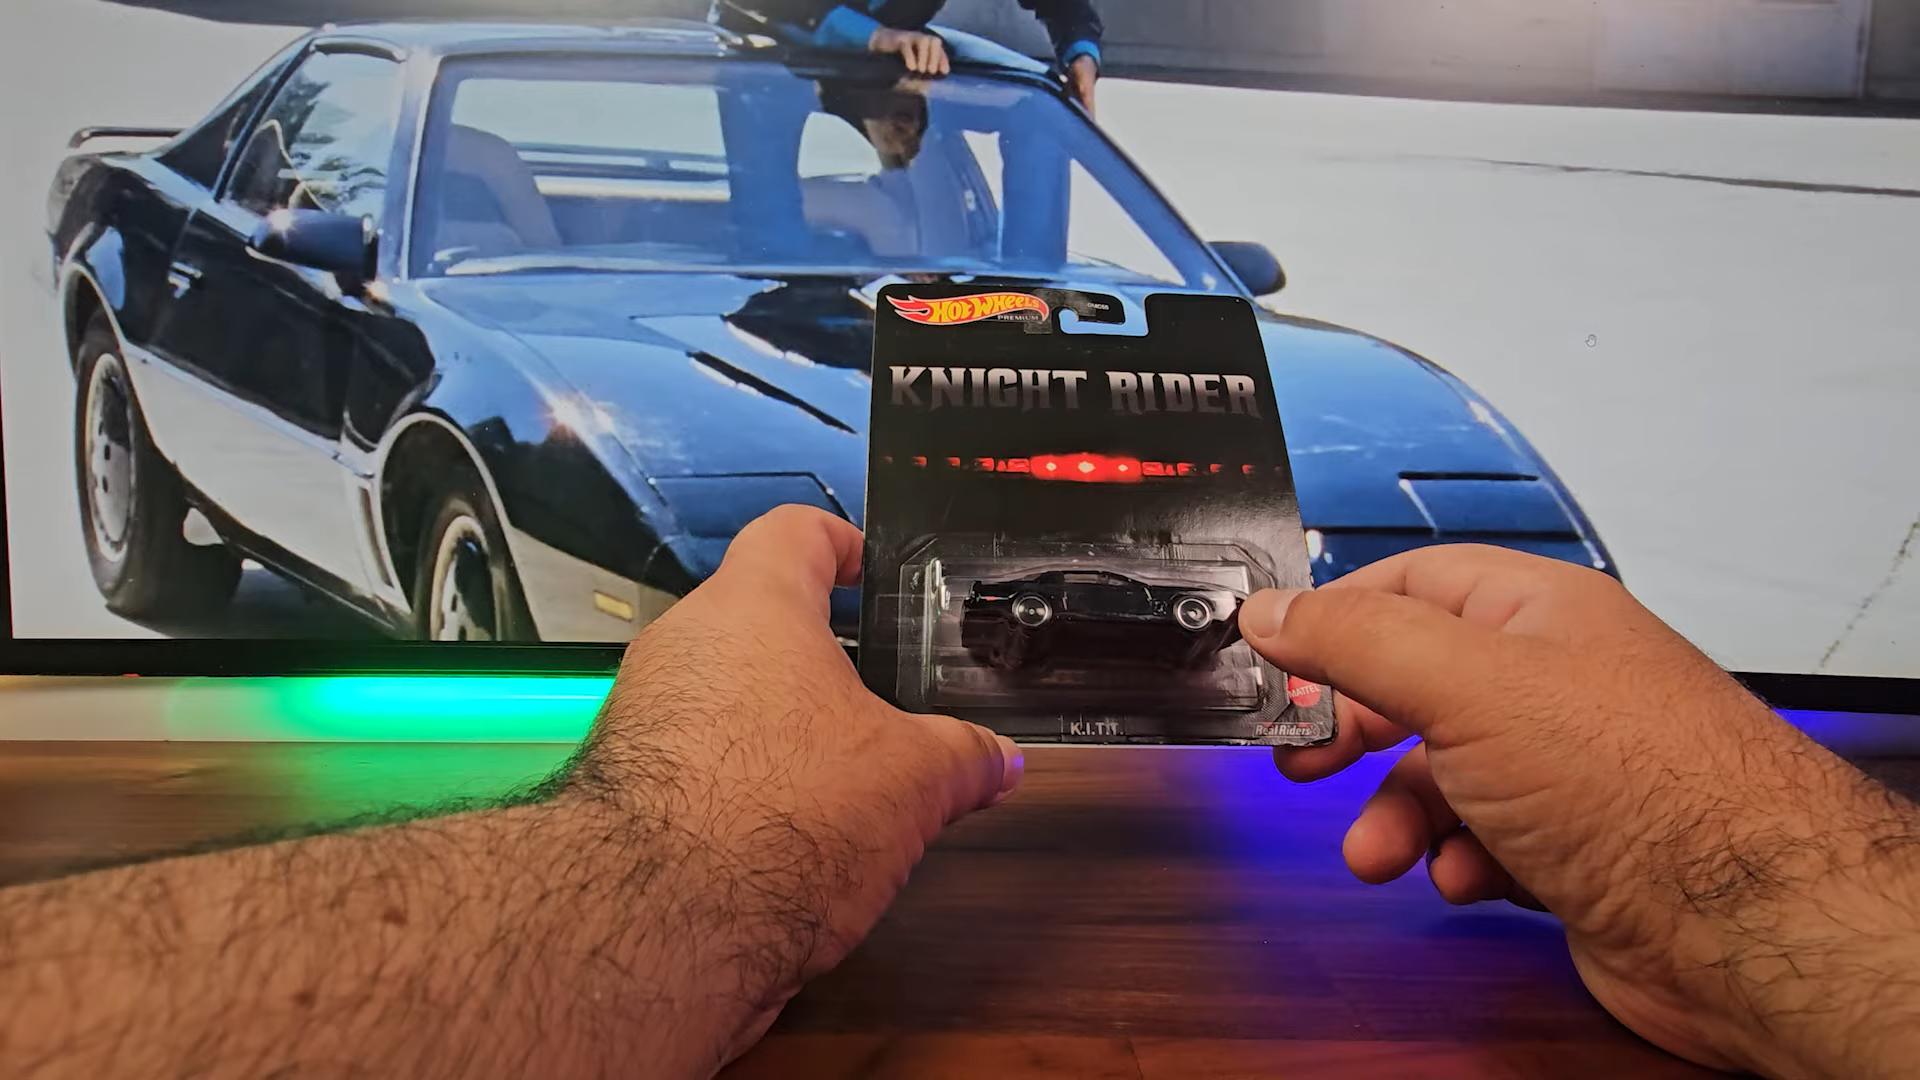 HOT WHEELS
PREMIUM
KNIGHT RIDER
MATTEL
K.I.T.T.
Real Riders